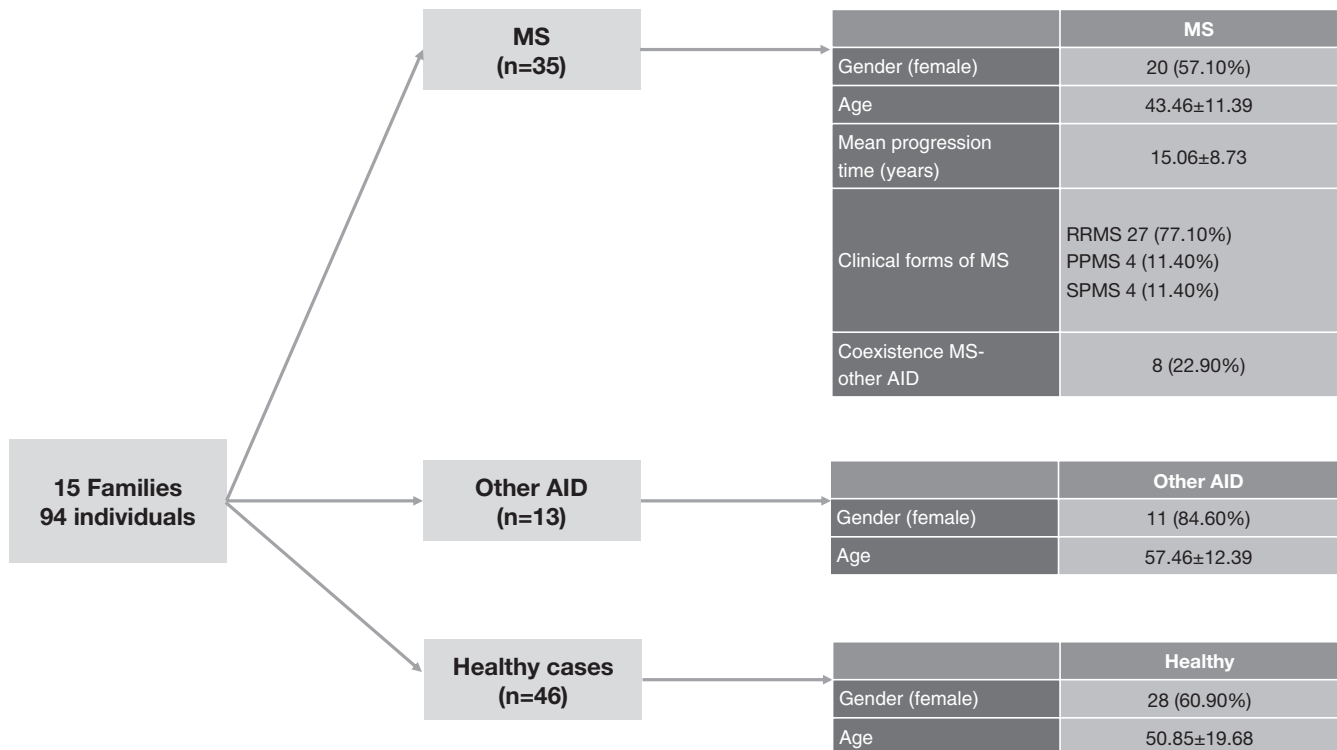 15 Families
94 individuals
MS
(n=35)
MS
Gender (female) 20 (57.10%)
Age 43.46±11.39
Mean progression
time (years)
15.06±8.73
Clinical forms of MS
RRMS 27 (77.10%)
PPMS 4 (11.40%)
SPMS 4 (11.40%)
Coexistence MS-
other AID
8 (22.90%)
Other AID
(n=13)
Other AID
Gender (female) 11 (84.60%)
Age 57.46±12.39
Healthy cases
(n=46)
Healthy
Gender (female) 28 (60.90%)
Age 50.85±19.68